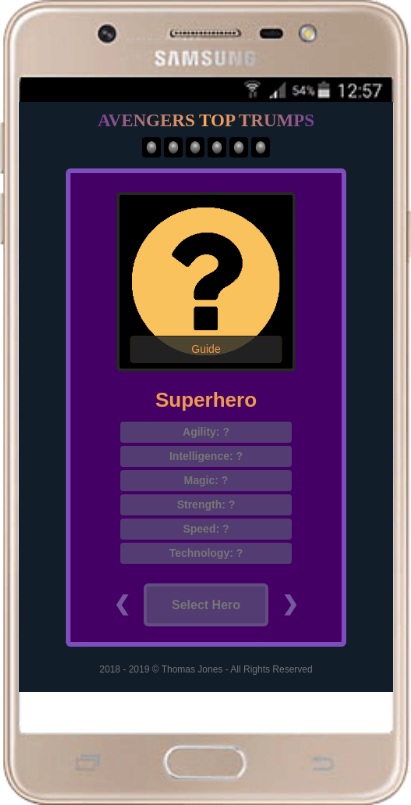 SAMSUNG
54% 12:57
AVENGERS TOP TRUMPS
?
Guide
Superhero
Agility: ?
Intelligence: ?
Magic: ?
Strength: ?
Speed: ?
Technology: ?
❮ Select Hero ❯
2018 - 2019 © Thomas Jones - All Rights Reserved